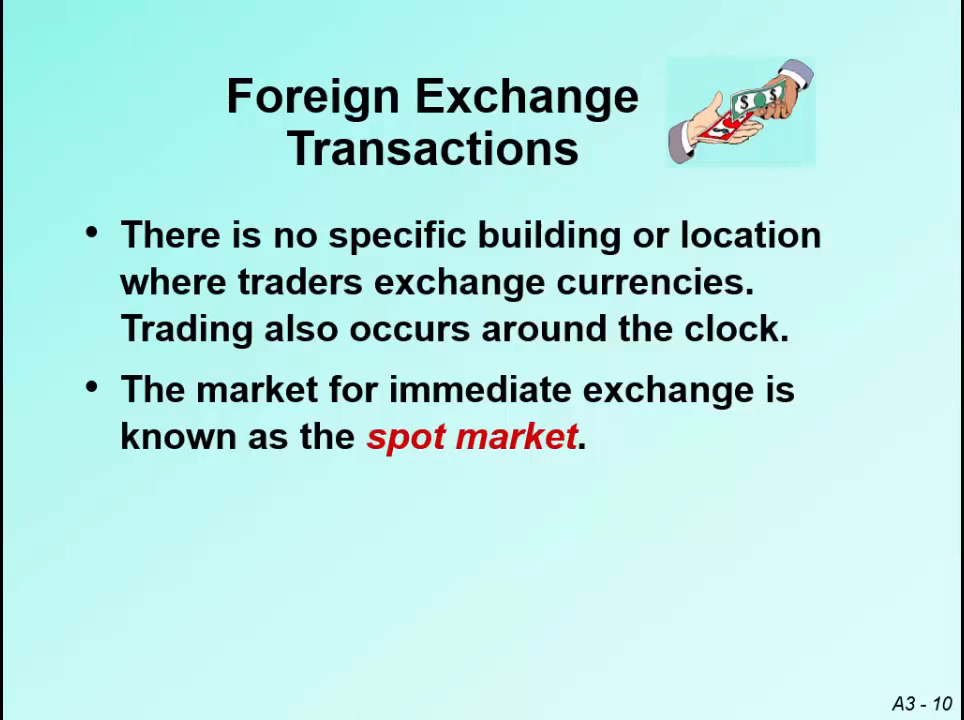 Foreign Exchange
Transactions
• There is no specific building or location
where traders exchange currencies.
Trading also occurs around the clock.
• The market for immediate exchange is
known as the spot market.
A3 - 10